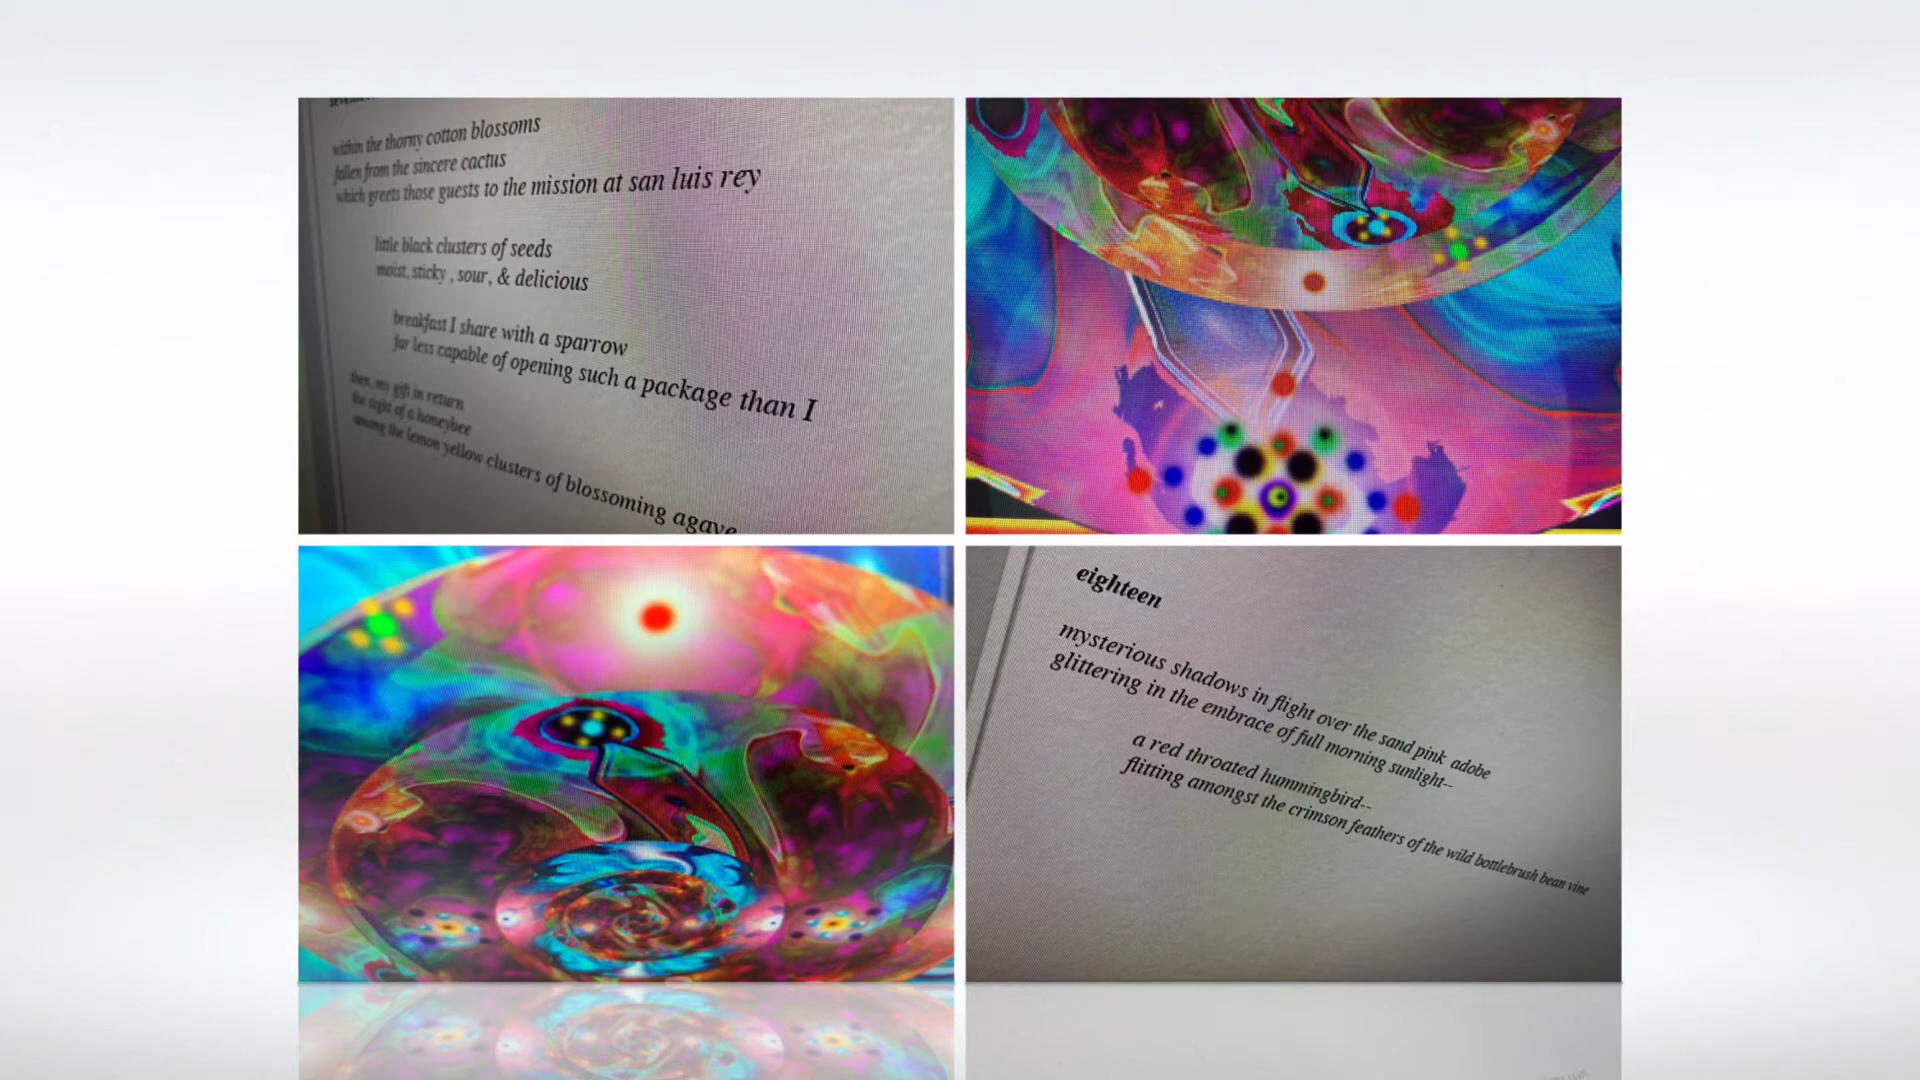 within the thorny cotton blossoms
fallen from the sincere cactus
which greets those guests to the mission at san luis rey
little black clusters of seeds
moist, sticky , sour, & delicious
breakfast I share with a sparrow
far less capable of opening such a package than I
then, my gift in return
the sight of a honeybee
among the lemon yellow clusters of blossoming agave
eighteen
mysterious shadows in flight over the sand pink adobe
glittering in the embrace of full morning sunlight--
a red throated hummingbird--
flitting amongst the crimson feathers of the wild bottlebrush bean vine